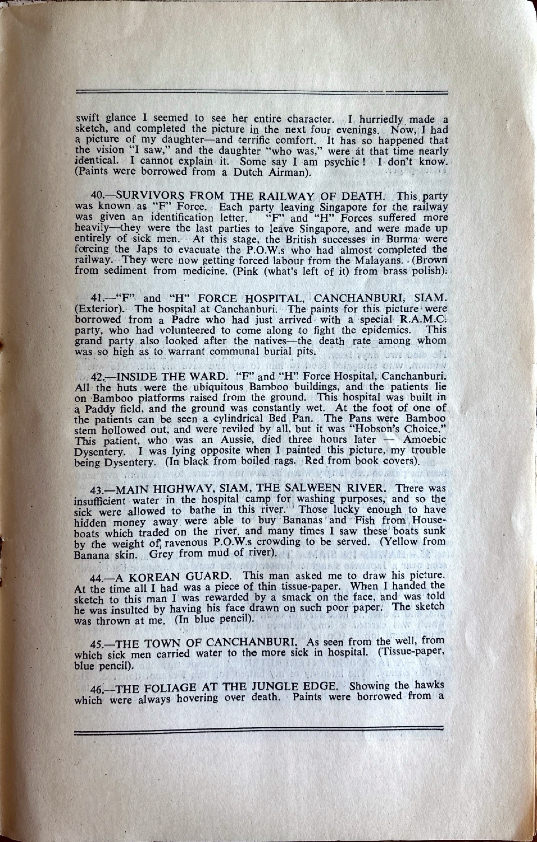 swift glance I seemed to see her entire character. I hurriedly made a
sketch, and completed the picture in the next four evenings. Now, I had
a picture of my daughter—and terrific comfort. It has so happened that
the vision "I saw," and the daughter "who was," were at that time nearly
identical. I cannot explain it. Some say I am psychic! I don't know.
(Paints were borrowed from a Dutch Airman).
40.—SURVIVORS FROM THE RAILWAY OF DEATH. This party
was known as "F" Force. Each party leaving Singapore for the railway
was given an identification letter. "F" and "H" Forces suffered more
heavily—they were the last parties to leave Singapore, and were made up
entirely of sick men. At this stage, the British successes in Burma were
forcing the Japs to evacuate the P.O.W.s who had almost completed the
railway. They were now getting forced labour from the Malayans. (Brown
from sediment from medicine. (Pink (what's left of it) from brass polish).
41.—"F" and "H" FORCE HOSPITAL, CANCHANBURI, SIAM.
(Exterior). The hospital at Canchanburi. The paints for this picture were
borrowed from a Padre who had just arrived with a special R.A.M.C.
party, who had volunteered to come along to fight the epidemics. This
grand party also looked after the natives—the death rate among whom
was so high as to warrant communal burial pits.
42.—INSIDE THE WARD. "F" and "H" Force Hospital, Canchanburi.
All the huts were the ubiquitous Bamboo buildings, and the patients lie
on Bamboo platforms raised from the ground. This hospital was built in
a Paddy field, and the ground was constantly wet. At the foot of one of
the patients can be seen a cylindrical Bed Pan. The Pans were Bamboo
stem hollowed out, and were reviled by all, but it was "Hobson's Choice."
This patient, who was an Aussie, died three hours later — Amoebic
Dysentery. I was lying opposite when I painted this picture, my trouble
being Dysentery. (In black from boiled rags. Red from book covers).
43.—MAIN HIGHWAY, SIAM, THE SALWEEN RIVER. There was
insufficient water in the hospital camp for washing purposes, and so the
sick were allowed to bathe in this river. Those lucky enough to have
hidden money away were able to buy Bananas and Fish from House-
boats which traded on the river, and many times I saw these boats sunk
by the weight of ravenous P.O.W.s crowding to be served. (Yellow from
Banana skin. Grey from mud of river).
44.—A KOREAN GUARD. This man asked me to draw his picture.
At the time all I had was a piece of thin tissue-paper. When I handed the
sketch to this man I was rewarded by a smack on the face, and was told
he was insulted by having his face drawn on such poor paper. The sketch
was thrown at me. (In blue pencil).
45.—THE TOWN OF CANCHANBURI. As seen from the well, from
which sick men carried water to the more sick in hospital. (Tissue-paper,
blue pencil).
46.—THE FOLIAGE AT THE JUNGLE EDGE. Showing the hawks
which were always hovering over death. Paints were borrowed from a